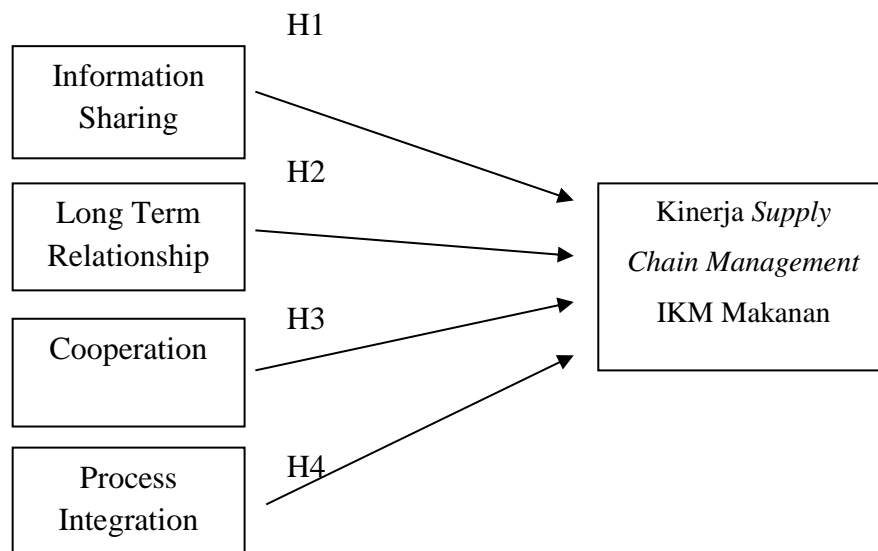 H1
Information
Sharing
H2
Long Term
Relationship
H3
Cooperation
H4
Process
Integration
Kinerja Supply
Chain Management
IKM Makanan